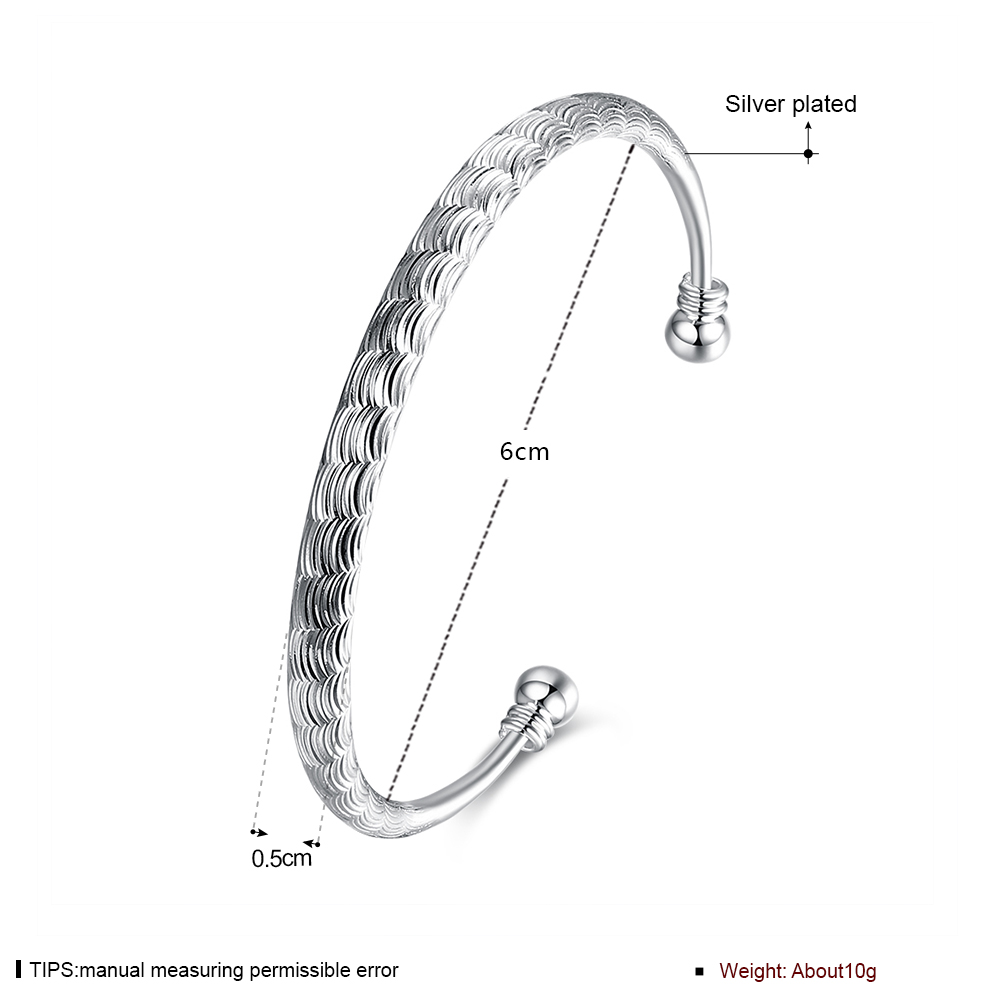 Silver plated
6cm
0.5cm
TIPS:manual measuring permissible error
Weight: About10g